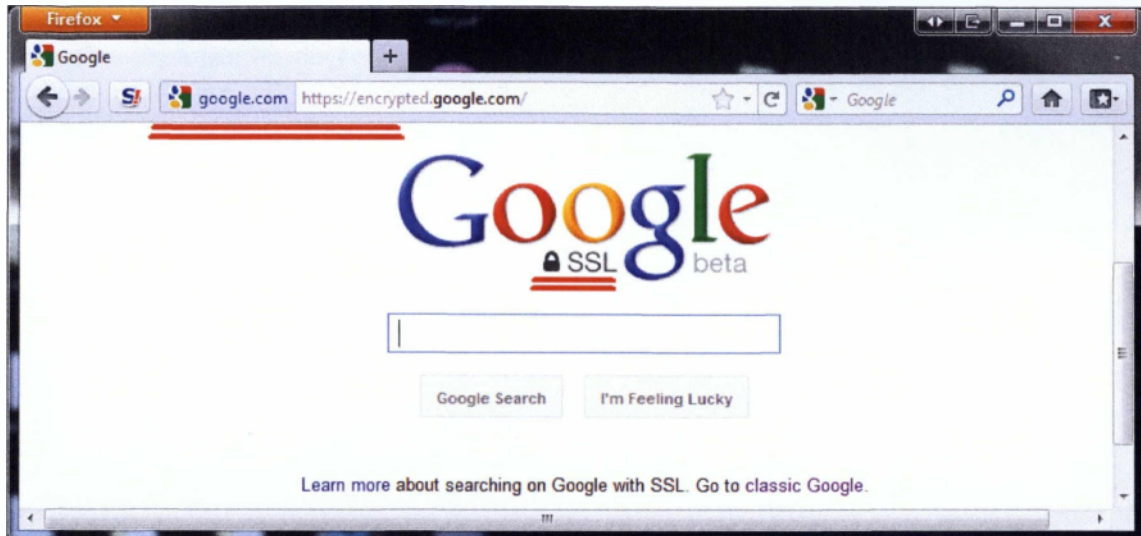 Firefox
Google
google.com https://encrypted.google.com/ Google
Google
SSL beta
Google Search I'm Feeling Lucky
Learn more about searching on Google with SSL. Go to classic Google.